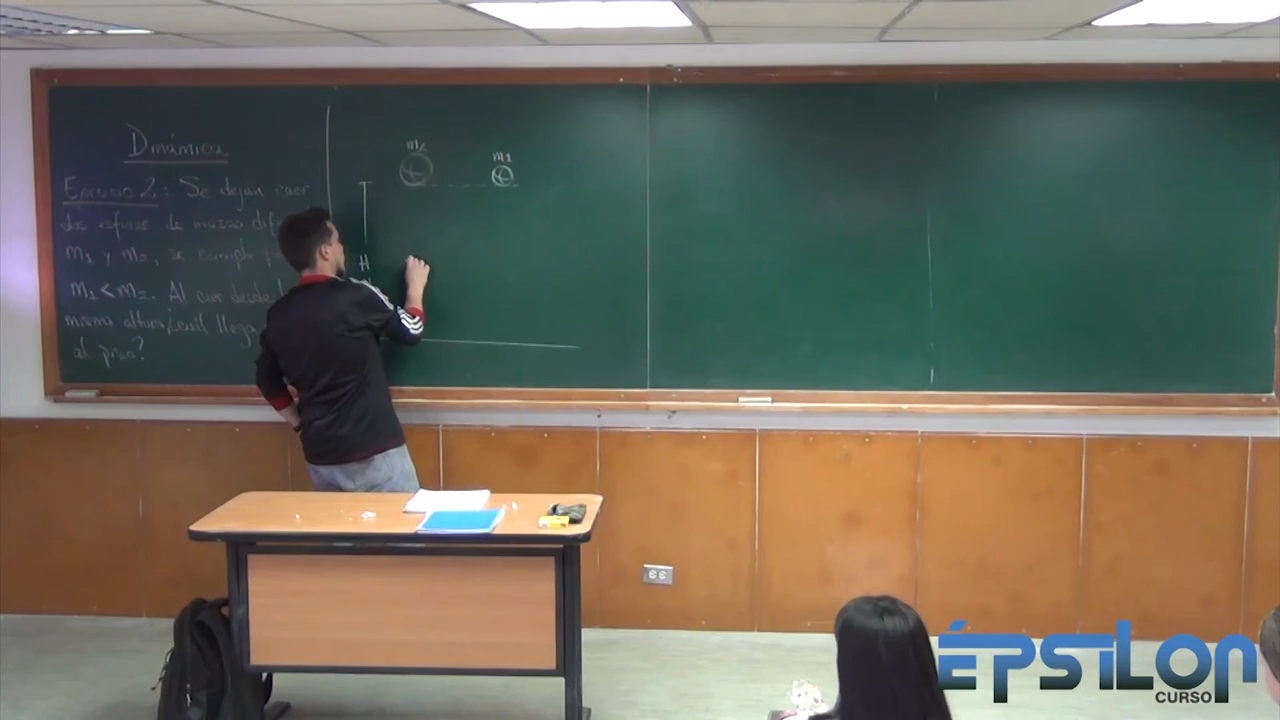 Dinámica
Ejercicio 2: Se dejan caer
dos esferas de masas
m₁ y m₂, se cumple
m₁ < m₂. Al caer desde
misma altura ¿cuál llega
al piso?
m₂
m₁
H
ÉPSILON
CURSO